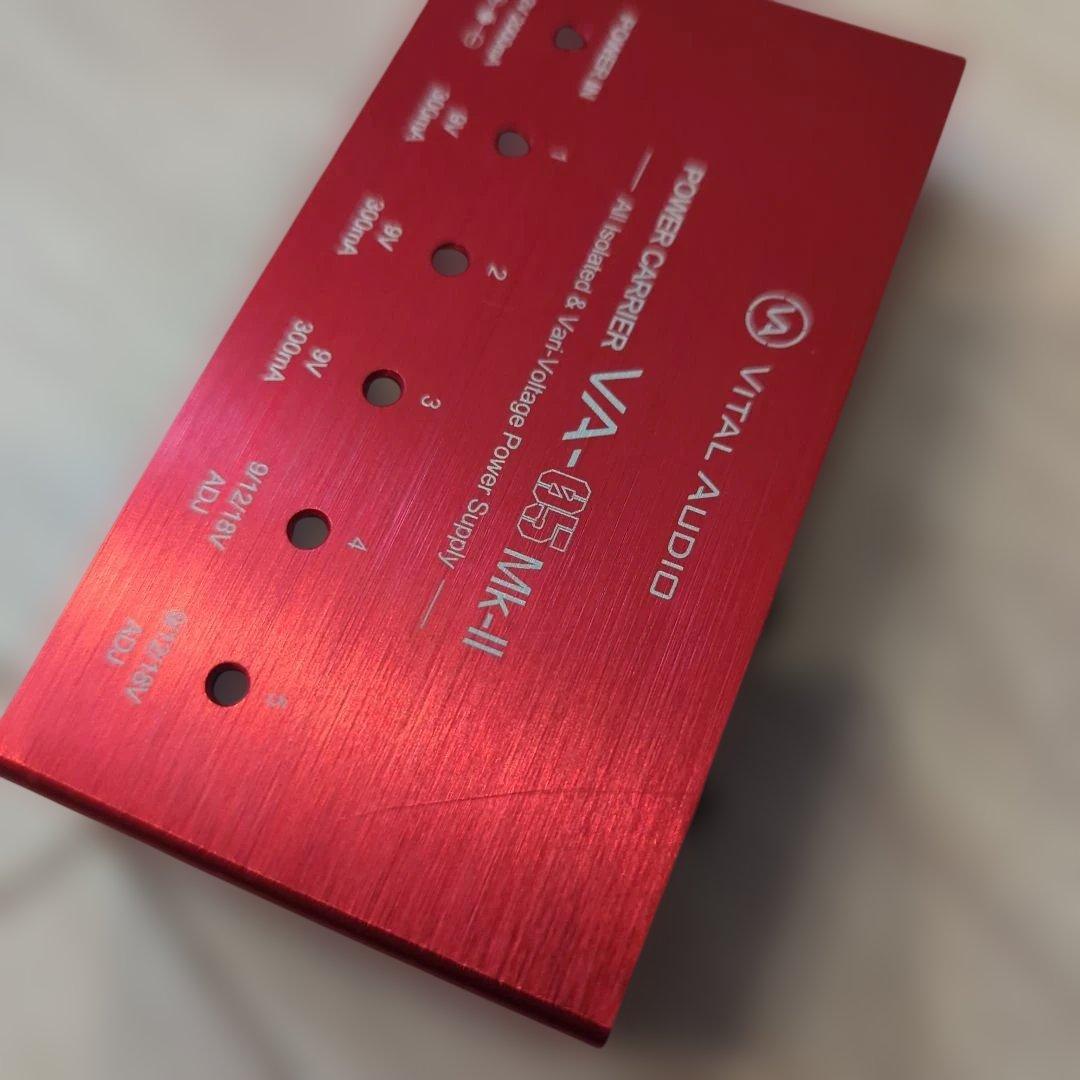 VA VITAL AUDIO
POWER CARRIER VA-05 Mk-II
All Isolated & Vari-Voltage Power Supply
POWER IN
1
2
3
4
5
9V
300mA
9V
300mA
9V
300mA
9/12/18V
ADJ
9/12/18V
ADJ